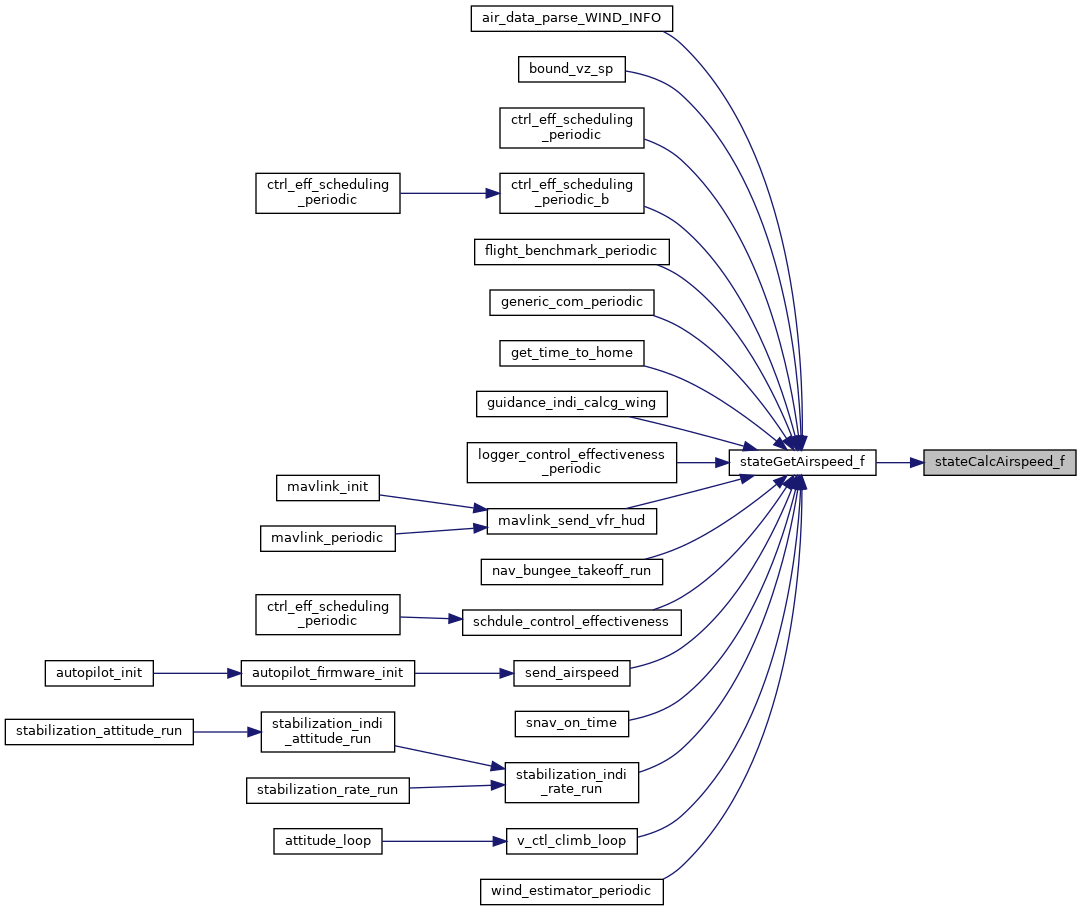 air_data_parse_WIND_INFO
bound_vz_sp
ctrl_eff_scheduling
_periodic
ctrl_eff_scheduling
_periodic
ctrl_eff_scheduling
_periodic_b
flight_benchmark_periodic
generic_com_periodic
get_time_to_home
guidance_indi_calcg_wing
logger_control_effectiveness
_periodic
stateGetAirspeed_f
stateCalcAirspeed_f
mavlink_init
mavlink_send_vfr_hud
mavlink_periodic
nav_bungee_takeoff_run
ctrl_eff_scheduling
_periodic
schdule_control_effectiveness
autopilot_init
autopilot_firmware_init
send_airspeed
snav_on_time
stabilization_attitude_run
stabilization_indi
_attitude_run
stabilization_rate_run
stabilization_indi
_rate_run
attitude_loop
v_ctl_climb_loop
wind_estimator_periodic